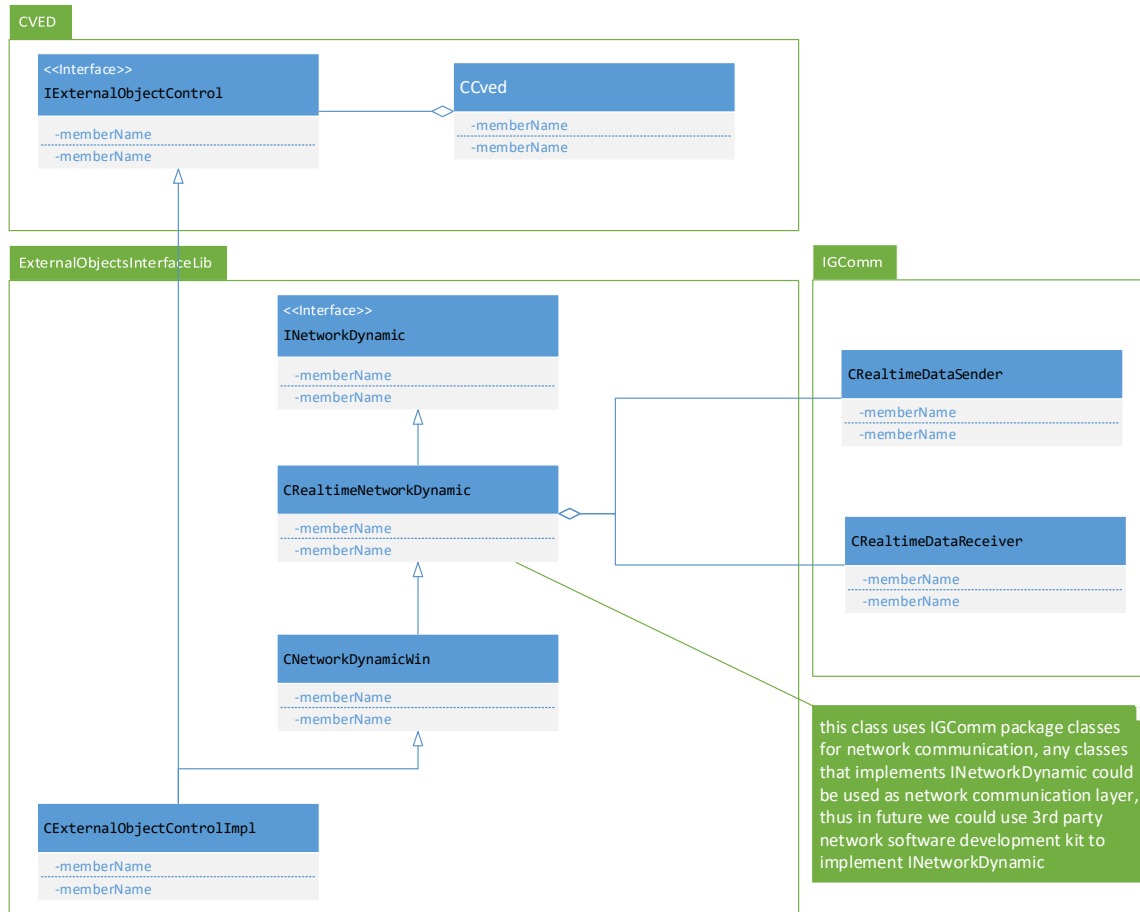 CVED
<<Interface>>
IExternalObjectControl
-memberName
-memberName
CCved
-memberName
-memberName
ExternalObjectsInterfaceLib
<<Interface>>
INetworkDynamic
-memberName
-memberName
CRealtimeNetworkDynamic
-memberName
-memberName
CNetworkDynamicWin
-memberName
-memberName
CExternalObjectControlImpl
-memberName
-memberName
IGComm
CRealtimeDataSender
-memberName
-memberName
CRealtimeDataReceiver
-memberName
-memberName
this class uses IGComm package classes
for network communication, any classes
that implements INetworkDynamic could
be used as network communication layer,
thus in future we could use 3rd party
network software development kit to
implement INetworkDynamic